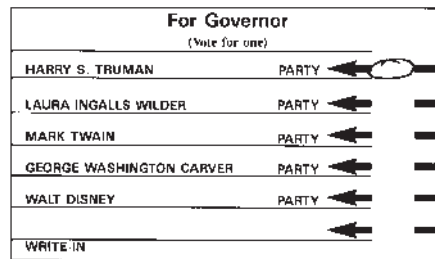 For Governor
(Vote for one)
HARRY S. TRUMAN PARTY
LAURA INGALLS WILDER PARTY
MARK TWAIN PARTY
GEORGE WASHINGTON CARVER PARTY
WALT DISNEY PARTY
WRITE IN